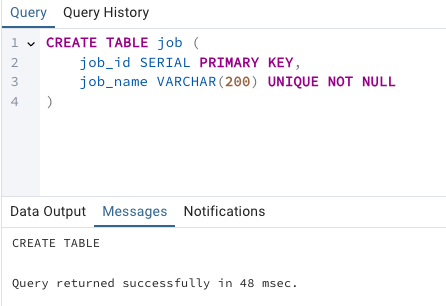 Query Query History
1 CREATE TABLE job (
2 job_id SERIAL PRIMARY KEY,
3 job_name VARCHAR(200) UNIQUE NOT NULL
4 )
Data Output Messages Notifications
CREATE TABLE
Query returned successfully in 48 msec.